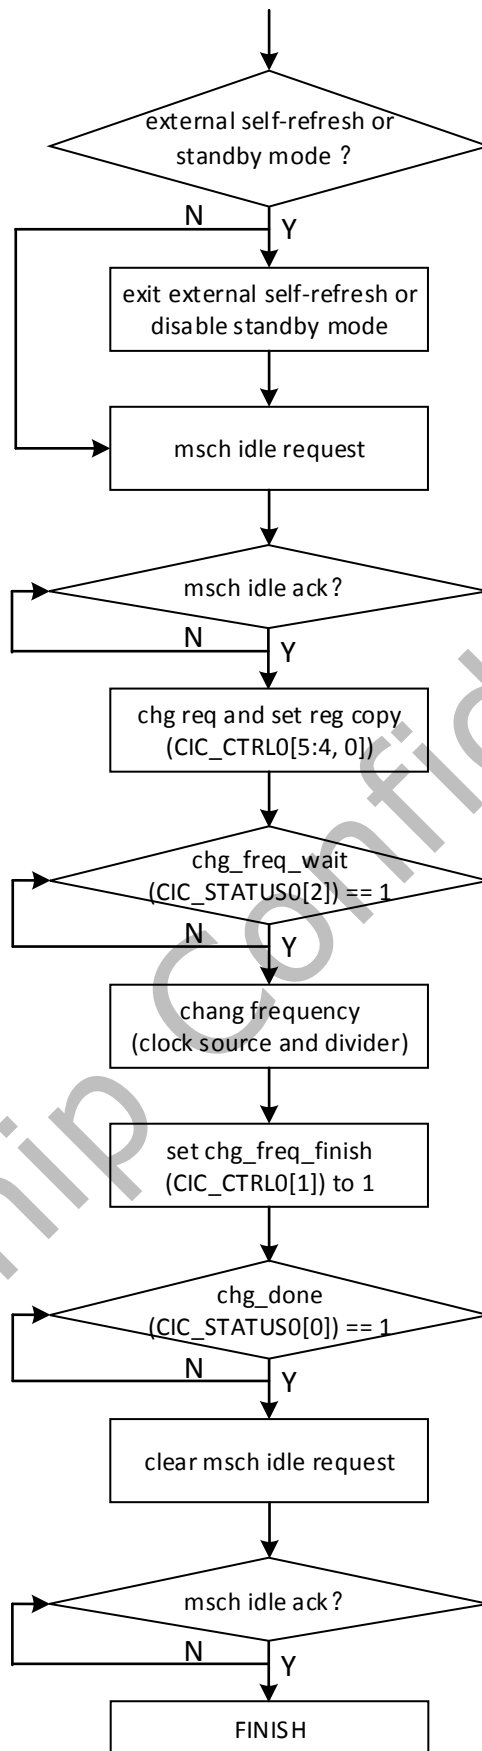 external self-refresh or
standby mode ?
N
Y
exit external self-refresh or
disable standby mode
msch idle request
msch idle ack?
N
Y
chg req and set reg copy
(CIC_CTRL0[5:4, 0])
chg_freq_wait
(CIC_STATUS0[2]) == 1
N
Y
chang frequency
(clock source and divider)
set chg_freq_finish
(CIC_CTRL0[1]) to 1
chg_done
(CIC_STATUS0[0]) == 1
N
Y
clear msch idle request
msch idle ack?
N
Y
FINISH
hip Confid